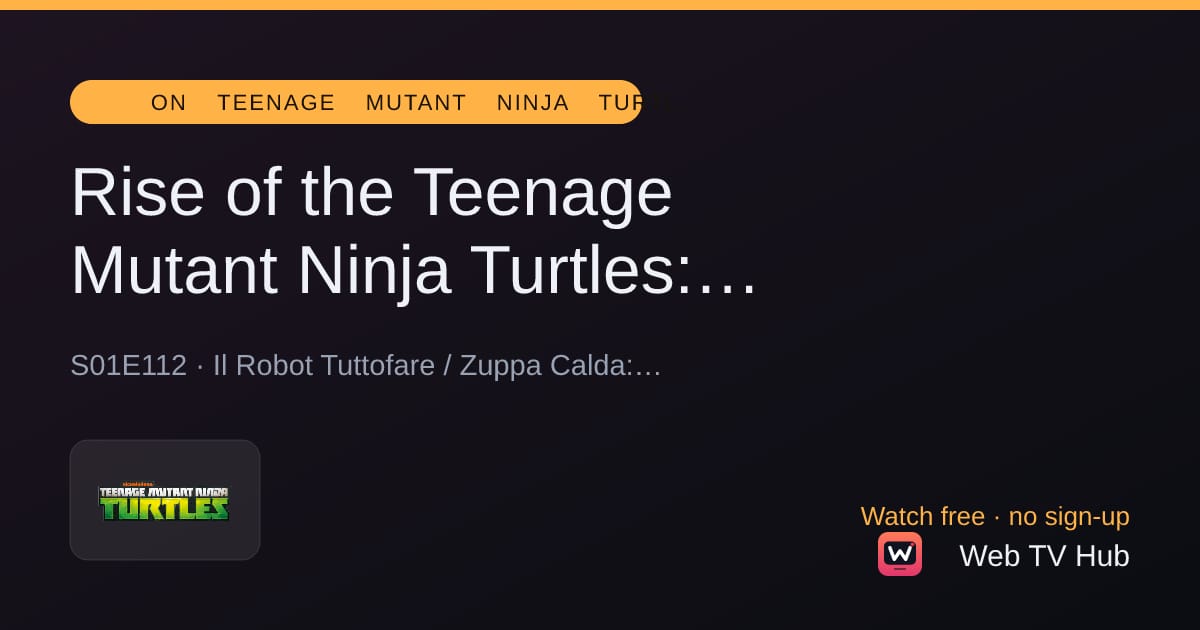 ON TEENAGE MUTANT NINJA
Rise of the Teenage
Mutant Ninja Turtles:…
S01E112 · Il Robot Tuttofare / Zuppa Calda:…
nickelodeon
TEENAGE MUTANT NINJA
TURTLES
Watch free · no sign-up
W
Web TV Hub